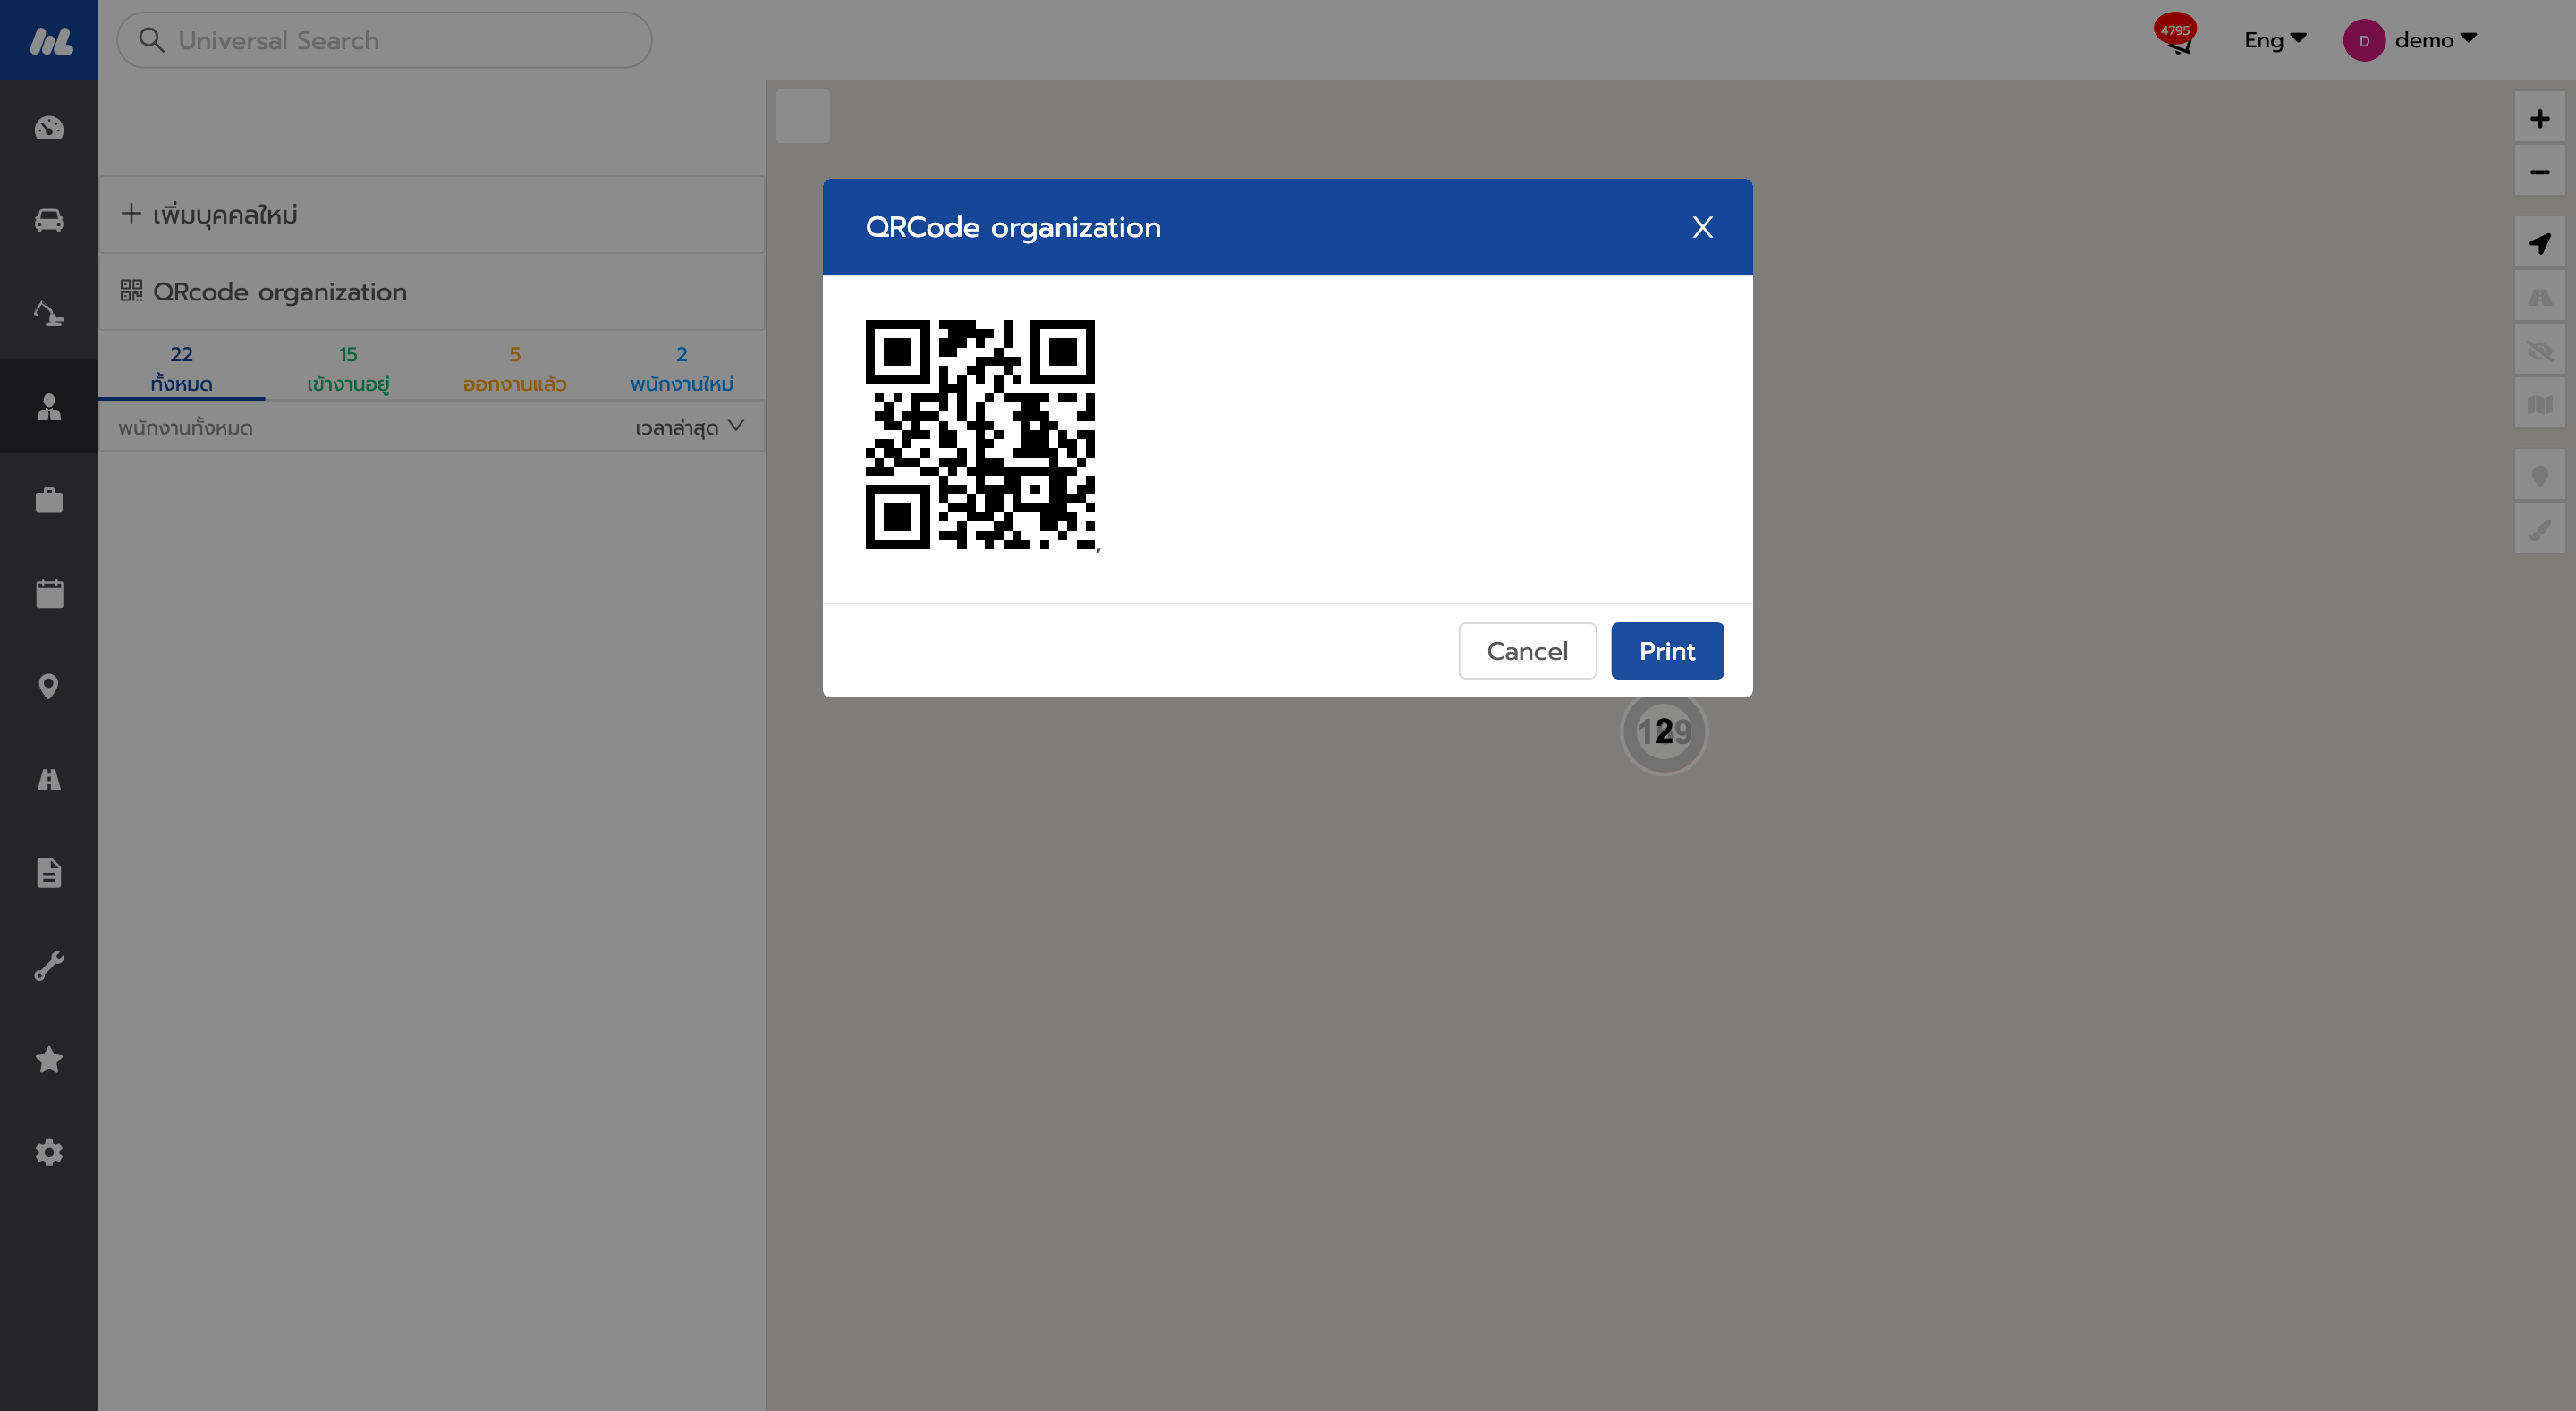 Universal Search
4795
Eng
D
demo
เพิ่มบุคคลใหม่
QRcode organization
22
ทั้งหมด
15
เข้างานอยู่
5
ออกงานแล้ว
2
พนักงานใหม่
พนักงานทั้งหมด
เวลาล่าสุด
QRCode organization
X
,
Cancel
Print
2